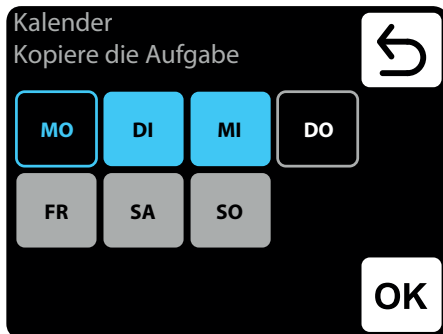 Kalender
Kopiere die Aufgabe
MO DI MI DO
FR SA SO
OK